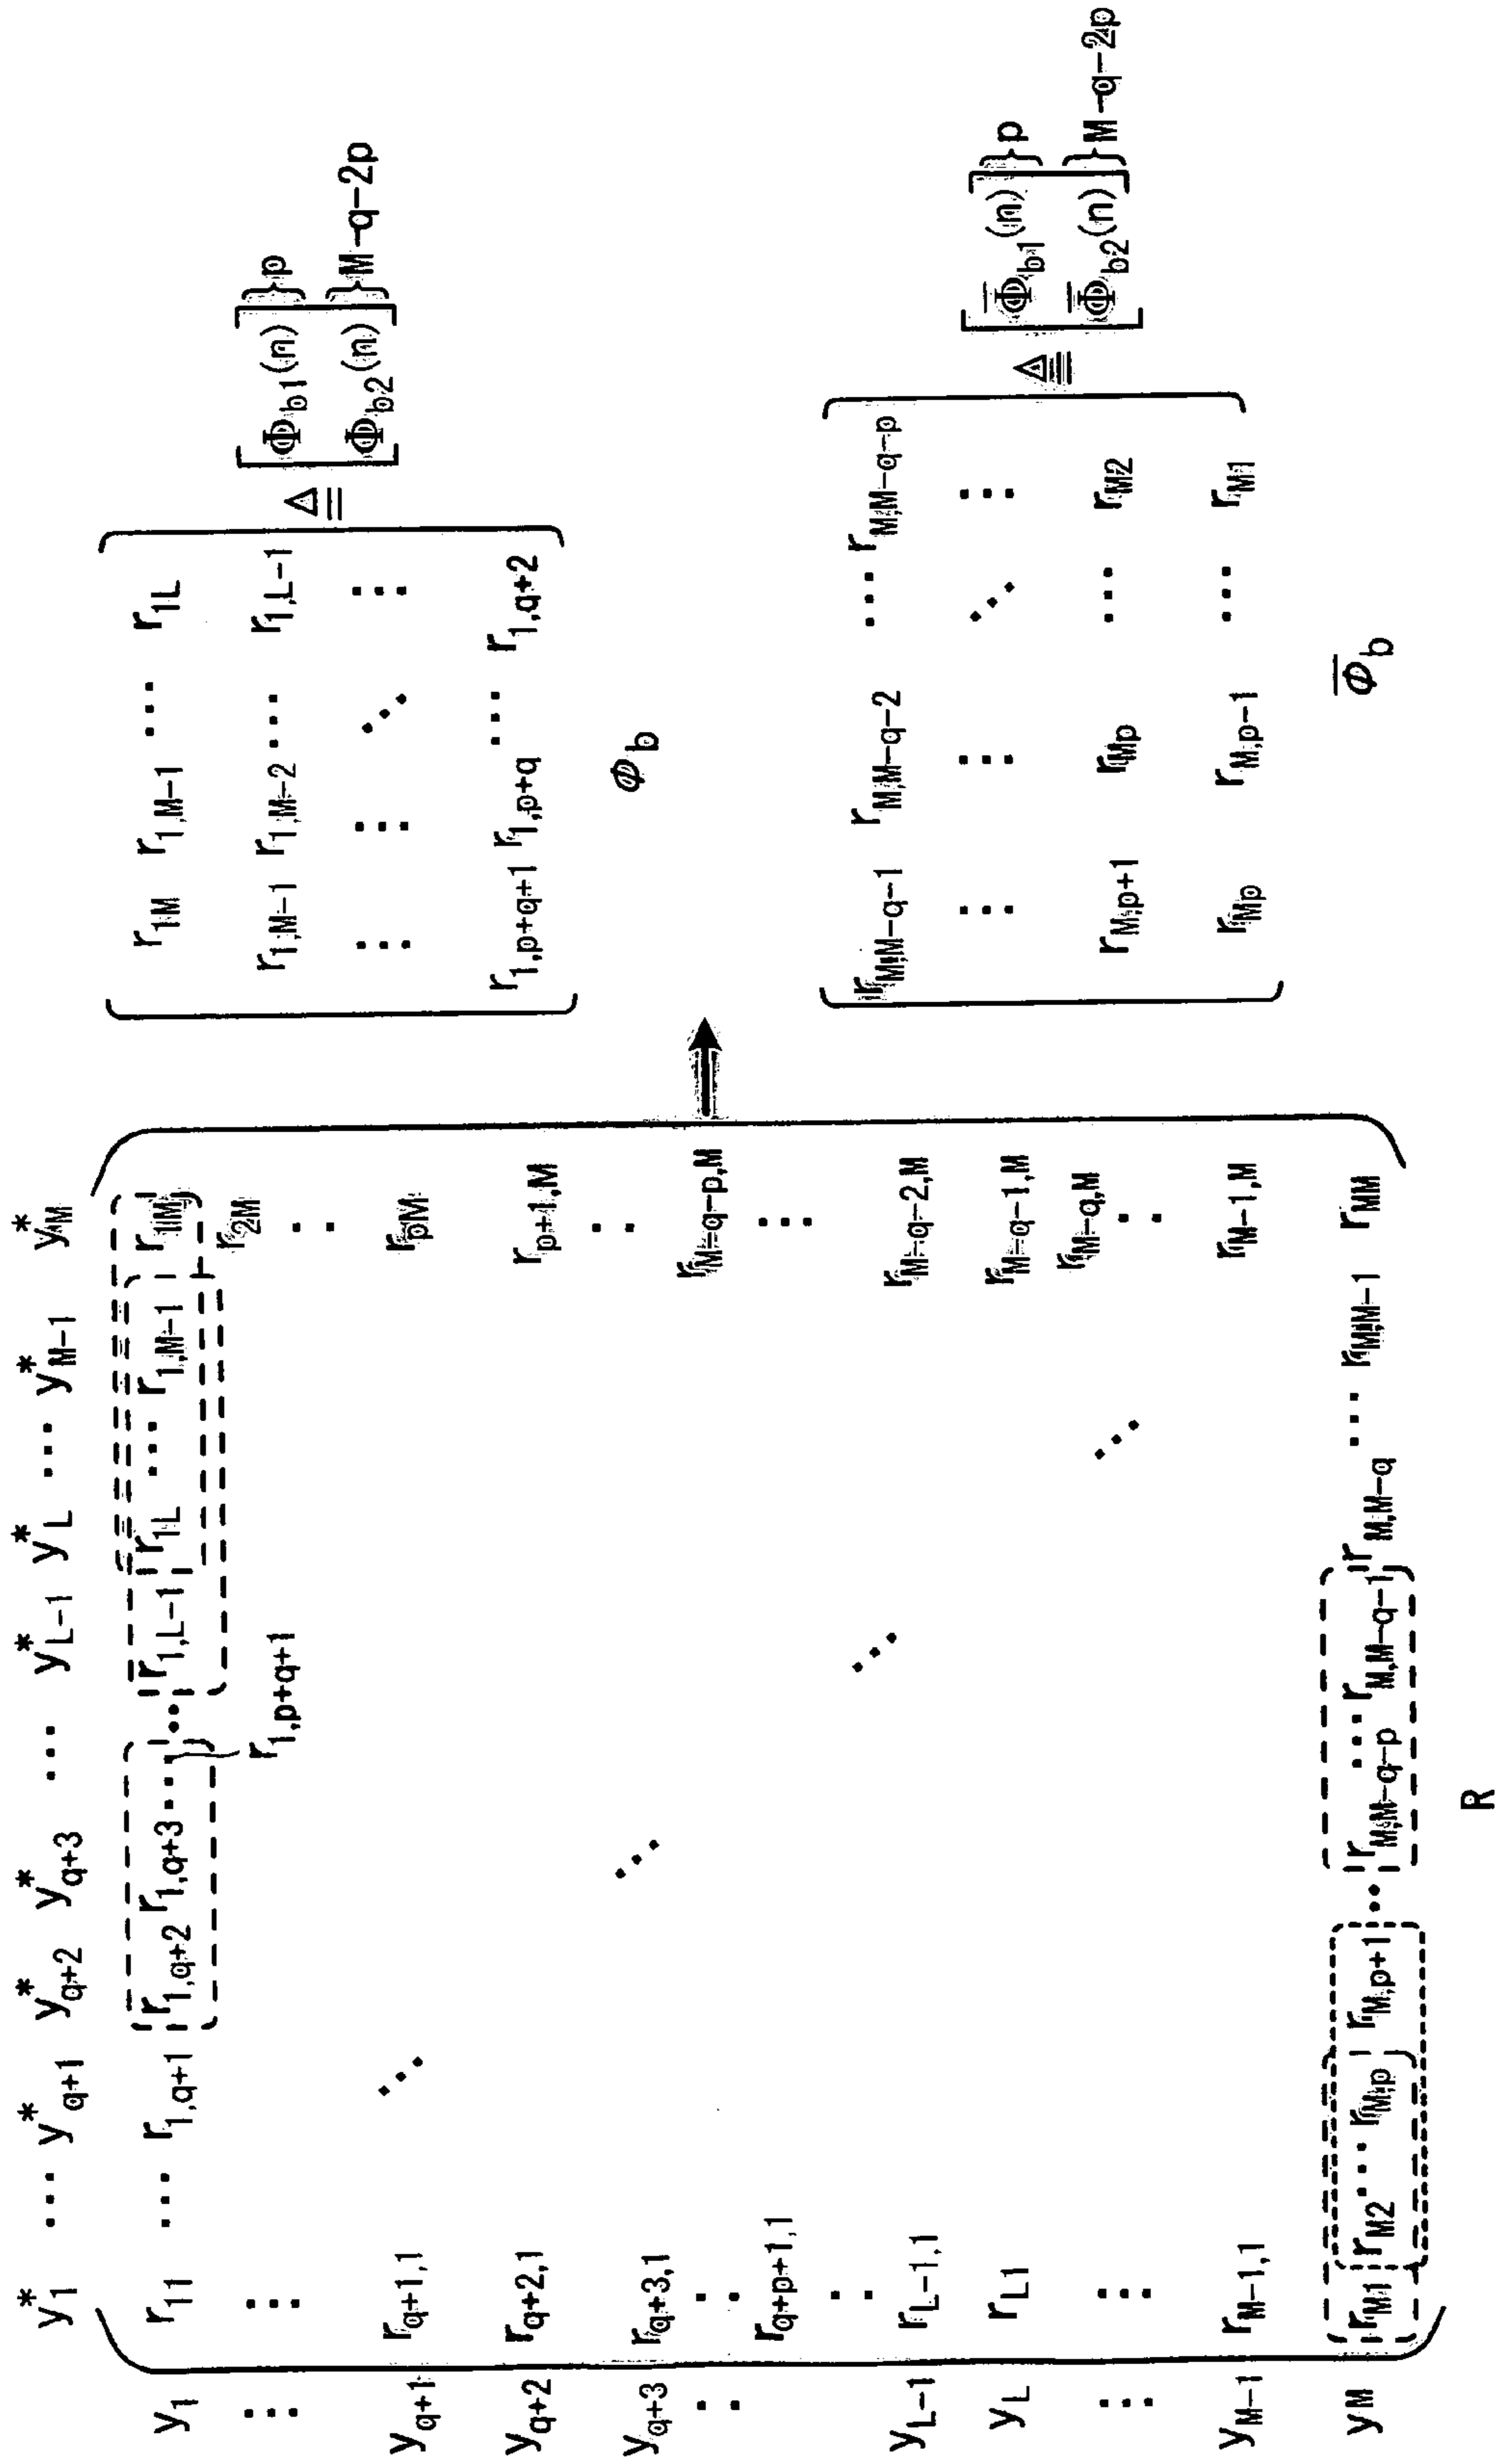 y*1 ... y*q+1 y*q+2 y*q+3 ... y*L-1 y*L ... y*M-1 y*M
y1 r11 ... r1,q+1 r1,q+2 r1,q+3 ... r1,L-1 r1L ... r1,M-1 r1M
r1,p+q+1
r2M
yq+1 rq+1,1 rpM
yq+2 rq+2,1 rp+1,M
yq+3 rq+3,1 rM-q-p,M
rq+p+1,1
yL-1 rL-1,1 rM-q-2,M
yL rL1 rM-q-1,M
rM-q,M
yM-1 rM-1,1 rM-1,M
yM rM1 rM2 ... rM,p rM,p+1 ... rM,M-q-p ... rM,M-q-1 rM,M-q ... rM,M-1 rMM
R
r1M r1,M-1 ... r1L
r1,M-1 r1,M-2 ... r1,L-1
r1,p+q+1 r1,p+q ... r1,q+2
Φb
≜
Φb1(n) } p
Φb2(n) } M-q-2p
rM,M-q-1 rM,M-q-2 ... rM,M-q-p
rM,p+1 rMp ... rM2
rMp rM,p-1 ... rM1
Φ̅b
≜
Φ̅b1(n) } p
Φ̅b2(n) } M-q-2p